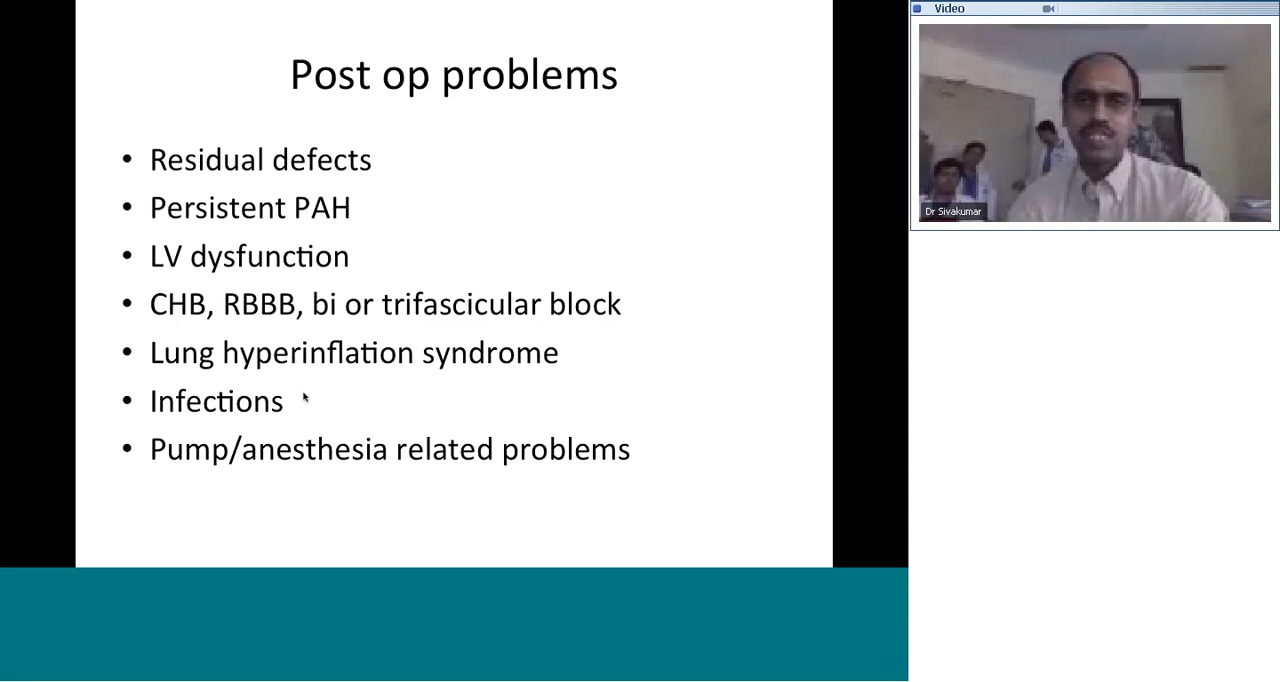 Post op problems
• Residual defects
• Persistent PAH
• LV dysfunction
• CHB, RBBB, bi or trifascicular block
• Lung hyperinflation syndrome
• Infections
• Pump/anesthesia related problems
Video
Dr Sivakumar